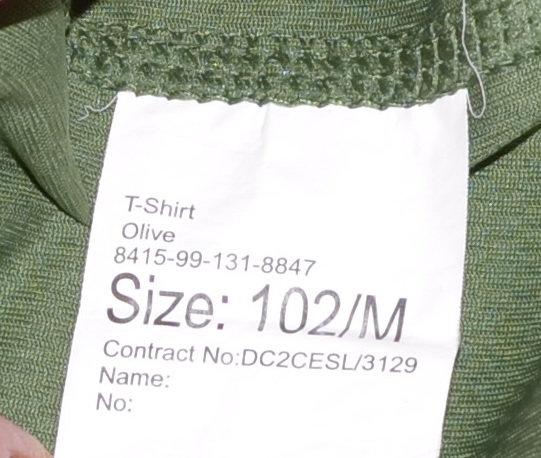 T-Shirt
Olive
8415-99-131-8847
Size: 102/M
Contract No:DC2CESL/3129
Name:
No: